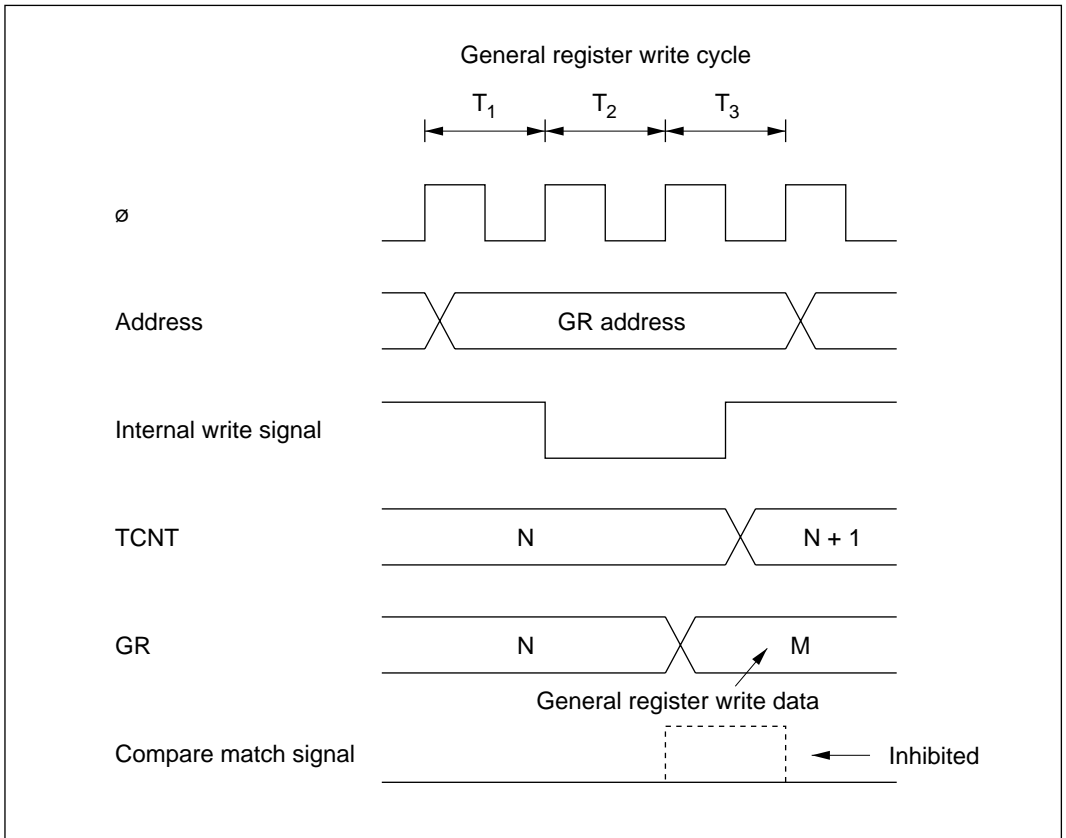 General register write cycle
T1 T2 T3
ø
Address GR address
Internal write signal
TCNT N N + 1
GR N M
General register write data
Compare match signal Inhibited